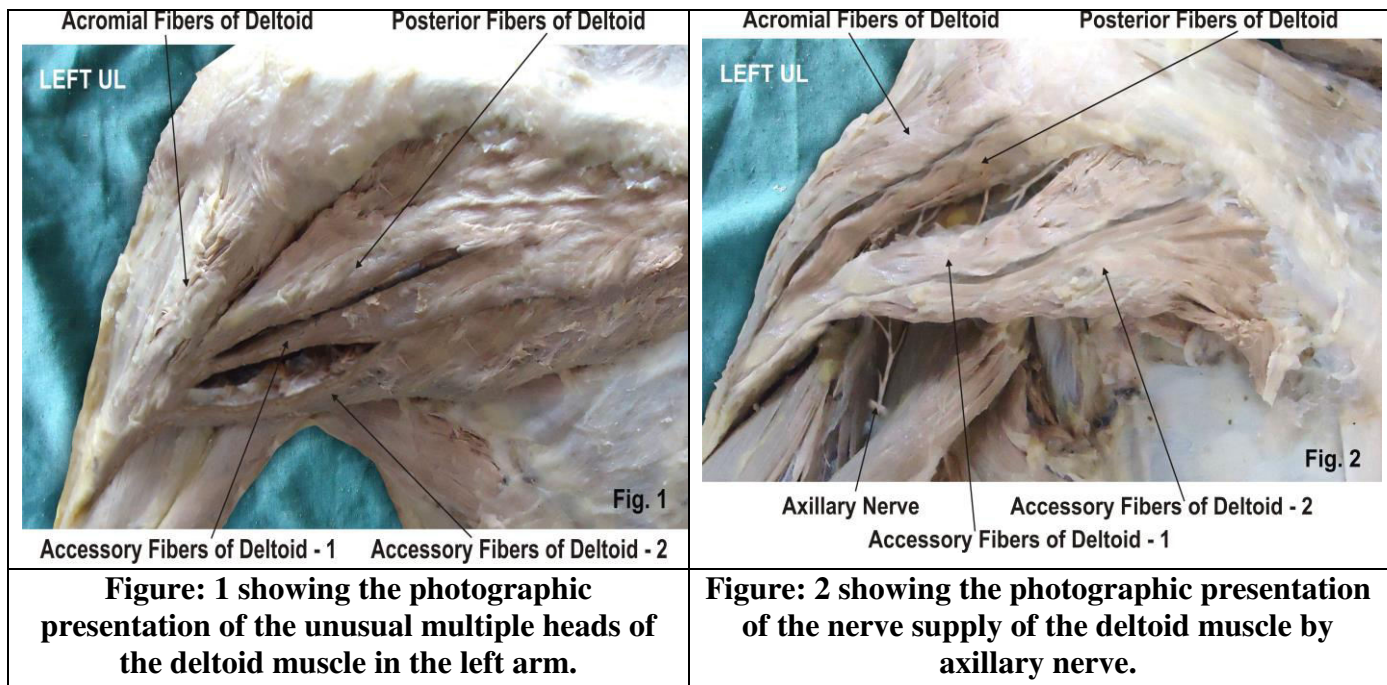 Acromial Fibers of Deltoid Posterior Fibers of Deltoid
LEFT UL
Fig. 1
Accessory Fibers of Deltoid - 1 Accessory Fibers of Deltoid - 2
Figure: 1 showing the photographic
presentation of the unusual multiple heads of
the deltoid muscle in the left arm.
Acromial Fibers of Deltoid Posterior Fibers of Deltoid
LEFT UL
Fig. 2
Axillary Nerve Accessory Fibers of Deltoid - 2
Accessory Fibers of Deltoid - 1
Figure: 2 showing the photographic presentation
of the nerve supply of the deltoid muscle by
axillary nerve.